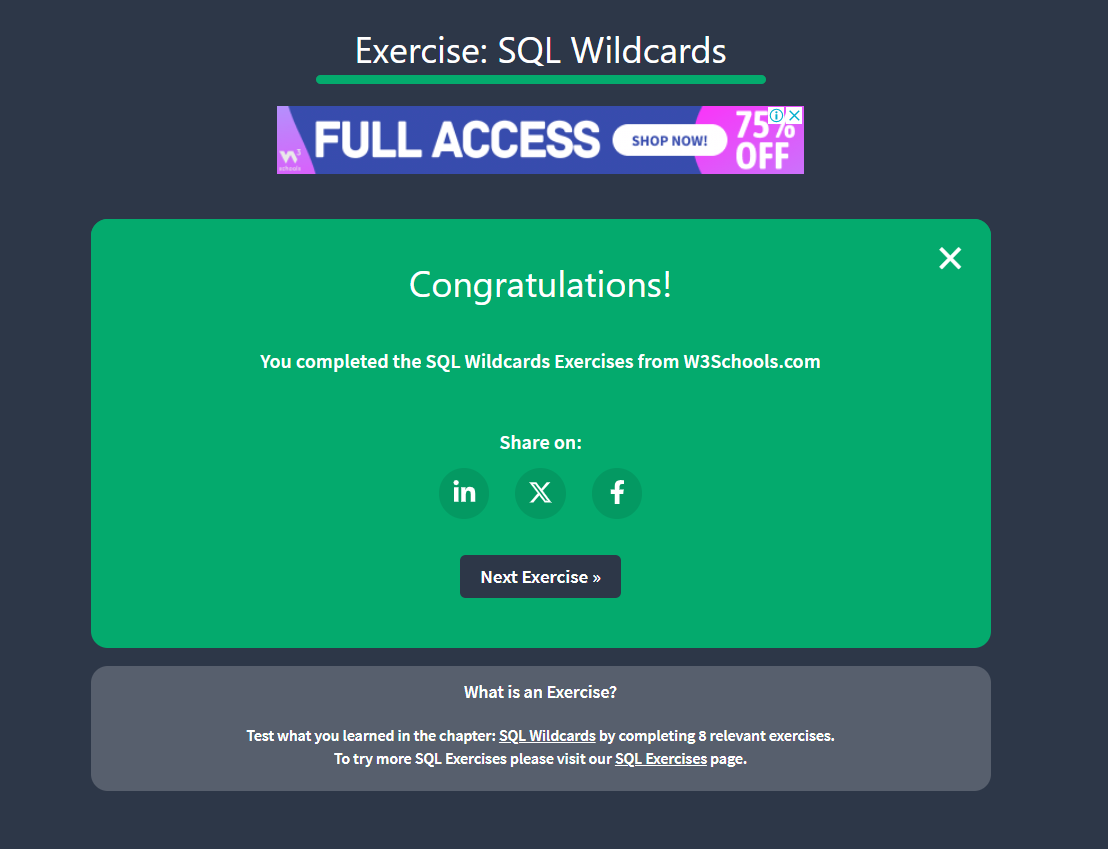 Exercise: SQL Wildcards
FULL ACCESS
SHOP NOW!
75%
OFF
w3
schools
Congratulations!
You completed the SQL Wildcards Exercises from W3Schools.com
Share on:
in
X
f
Next Exercise »
What is an Exercise?
Test what you learned in the chapter: SQL Wildcards by completing 8 relevant exercises.
To try more SQL Exercises please visit our SQL Exercises page.